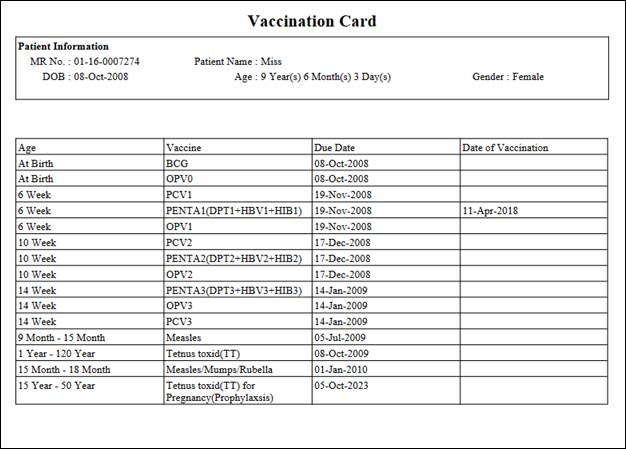 Vaccination Card
Patient Information
MR No. : 01-16-0007274 Patient Name : Miss
DOB : 08-Oct-2008 Age : 9 Year(s) 6 Month(s) 3 Day(s) Gender : Female
Age Vaccine Due Date Date of Vaccination
At Birth BCG 08-Oct-2008
At Birth OPV0 08-Oct-2008
6 Week PCV1 19-Nov-2008
6 Week PENTA1(DPT1+HBV1+HIB1) 19-Nov-2008 11-Apr-2018
6 Week OPV1 19-Nov-2008
10 Week PCV2 17-Dec-2008
10 Week PENTA2(DPT2+HBV2+HIB2) 17-Dec-2008
10 Week OPV2 17-Dec-2008
14 Week PENTA3(DPT3+HBV3+HIB3) 14-Jan-2009
14 Week OPV3 14-Jan-2009
14 Week PCV3 14-Jan-2009
9 Month - 15 Month Measles 05-Jul-2009
1 Year - 120 Year Tetnus toxid(TT) 08-Oct-2009
15 Month - 18 Month Measles/Mumps/Rubella 01-Jan-2010
15 Year - 50 Year Tetnus toxid(TT) for 05-Oct-2023
Pregnancy(Prophylaxsis)